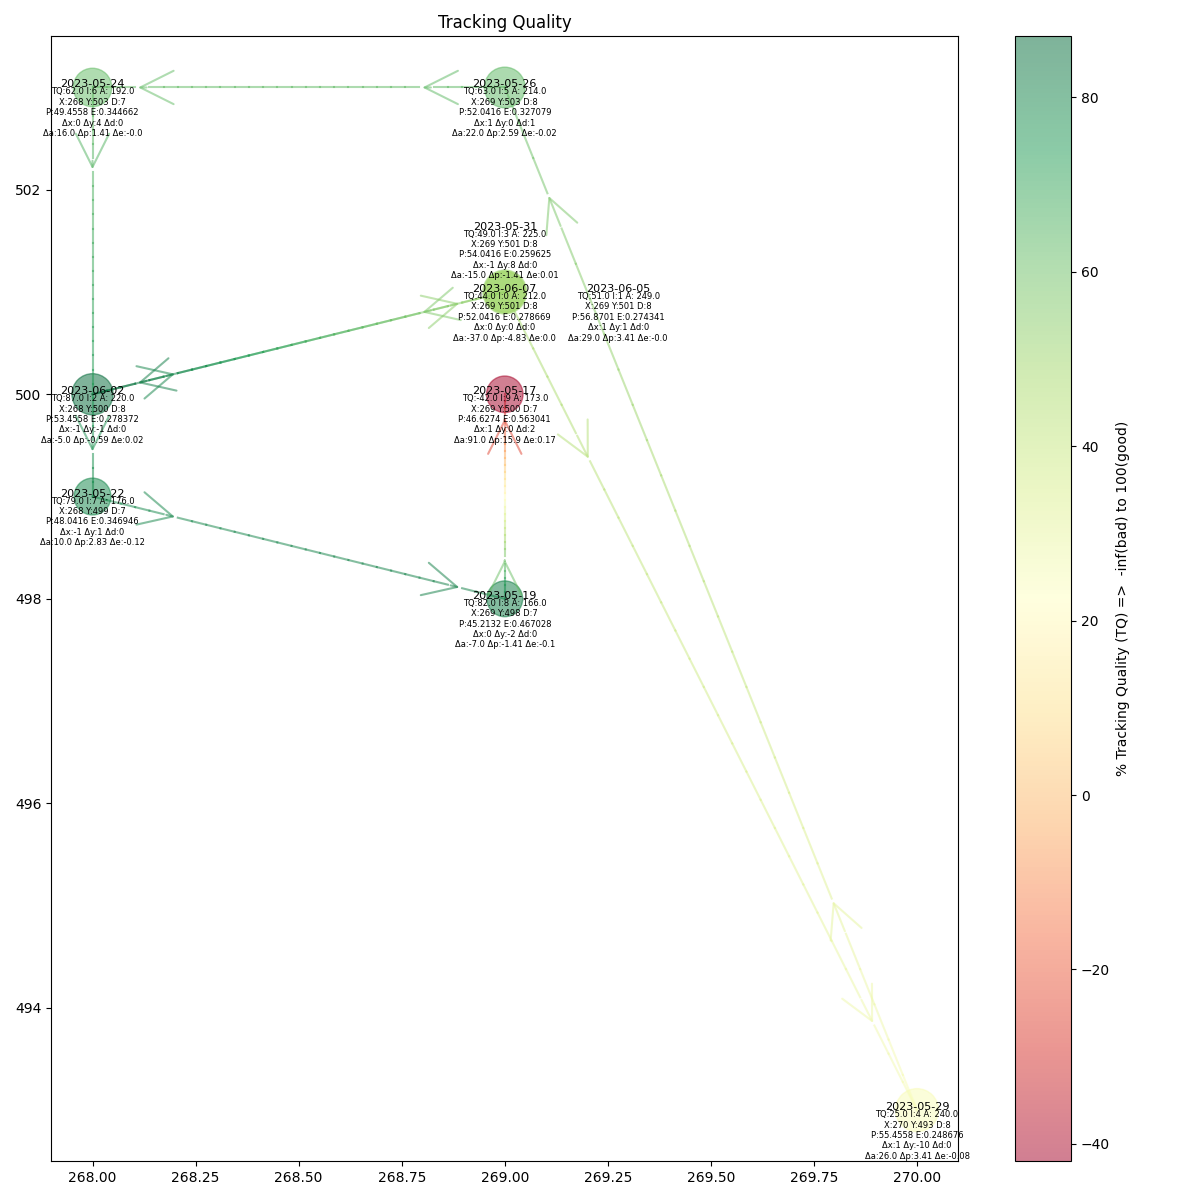 Tracking Quality
2023-05-24
TQ:62.0 I:6 A: 192.0
X:268 Y:503 D:7
P:49.4558 E:0.344662
Δx:0 Δy:4 Δd:0
Δa:16.0 Δp:1.41 Δe:-0.0
2023-05-26
TQ:63.0 I:5 A: 214.0
X:269 Y:503 D:8
P:52.0416 E:0.327079
Δx:1 Δy:0 Δd:1
Δa:22.0 Δp:2.59 Δe:-0.02
2023-05-31
TQ:49.0 I:3 A: 225.0
X:269 Y:501 D:8
P:54.0416 E:0.259625
Δx:-1 Δy:8 Δd:0
Δa:-15.0 Δp:-1.41 Δe:0.01
2023-06-07
TQ:44.0 I:0 A: 212.0
X:269 Y:501 D:8
P:52.0416 E:0.278669
Δx:0 Δy:0 Δd:0
Δa:-37.0 Δp:-4.83 Δe:0.0
2023-06-05
TQ:51.0 I:1 A: 249.0
X:269 Y:501 D:8
P:56.8701 E:0.274341
Δx:1 Δy:1 Δd:0
Δa:29.0 Δp:3.41 Δe:-0.0
2023-06-02
TQ:87.0 I:2 A: 220.0
X:268 Y:500 D:8
P:53.4558 E:0.278372
Δx:-1 Δy:-1 Δd:0
Δa:-5.0 Δp:-0.59 Δe:0.02
2023-05-17
TQ:-42.0 I:9 A: 173.0
X:269 Y:500 D:7
P:46.6274 E:0.563041
Δx:1 Δy:0 Δd:2
Δa:91.0 Δp:15.9 Δe:0.17
2023-05-22
TQ:79.0 I:7 A: 176.0
X:268 Y:499 D:7
P:48.0416 E:0.346946
Δx:-1 Δy:1 Δd:0
Δa:10.0 Δp:2.83 Δe:-0.12
2023-05-19
TQ:82.0 I:8 A: 166.0
X:269 Y:498 D:7
P:45.2132 E:0.467028
Δx:0 Δy:-2 Δd:0
Δa:-7.0 Δp:-1.41 Δe:-0.1
2023-05-29
TQ:25.0 I:4 A: 240.0
X:270 Y:493 D:8
P:55.4558 E:0.248676
Δx:1 Δy:-10 Δd:0
Δa:26.0 Δp:3.41 Δe:-0.08
502
500
498
496
494
268.00
268.25
268.50
268.75
269.00
269.25
269.50
269.75
270.00
80
60
40
20
0
−20
−40
% Tracking Quality (TQ) =>  -inf(bad) to 100(good)